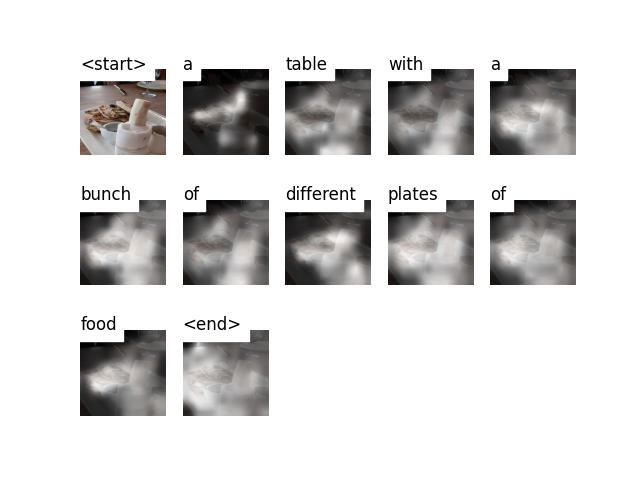 <start> a table with a
bunch of different plates of
food <end>